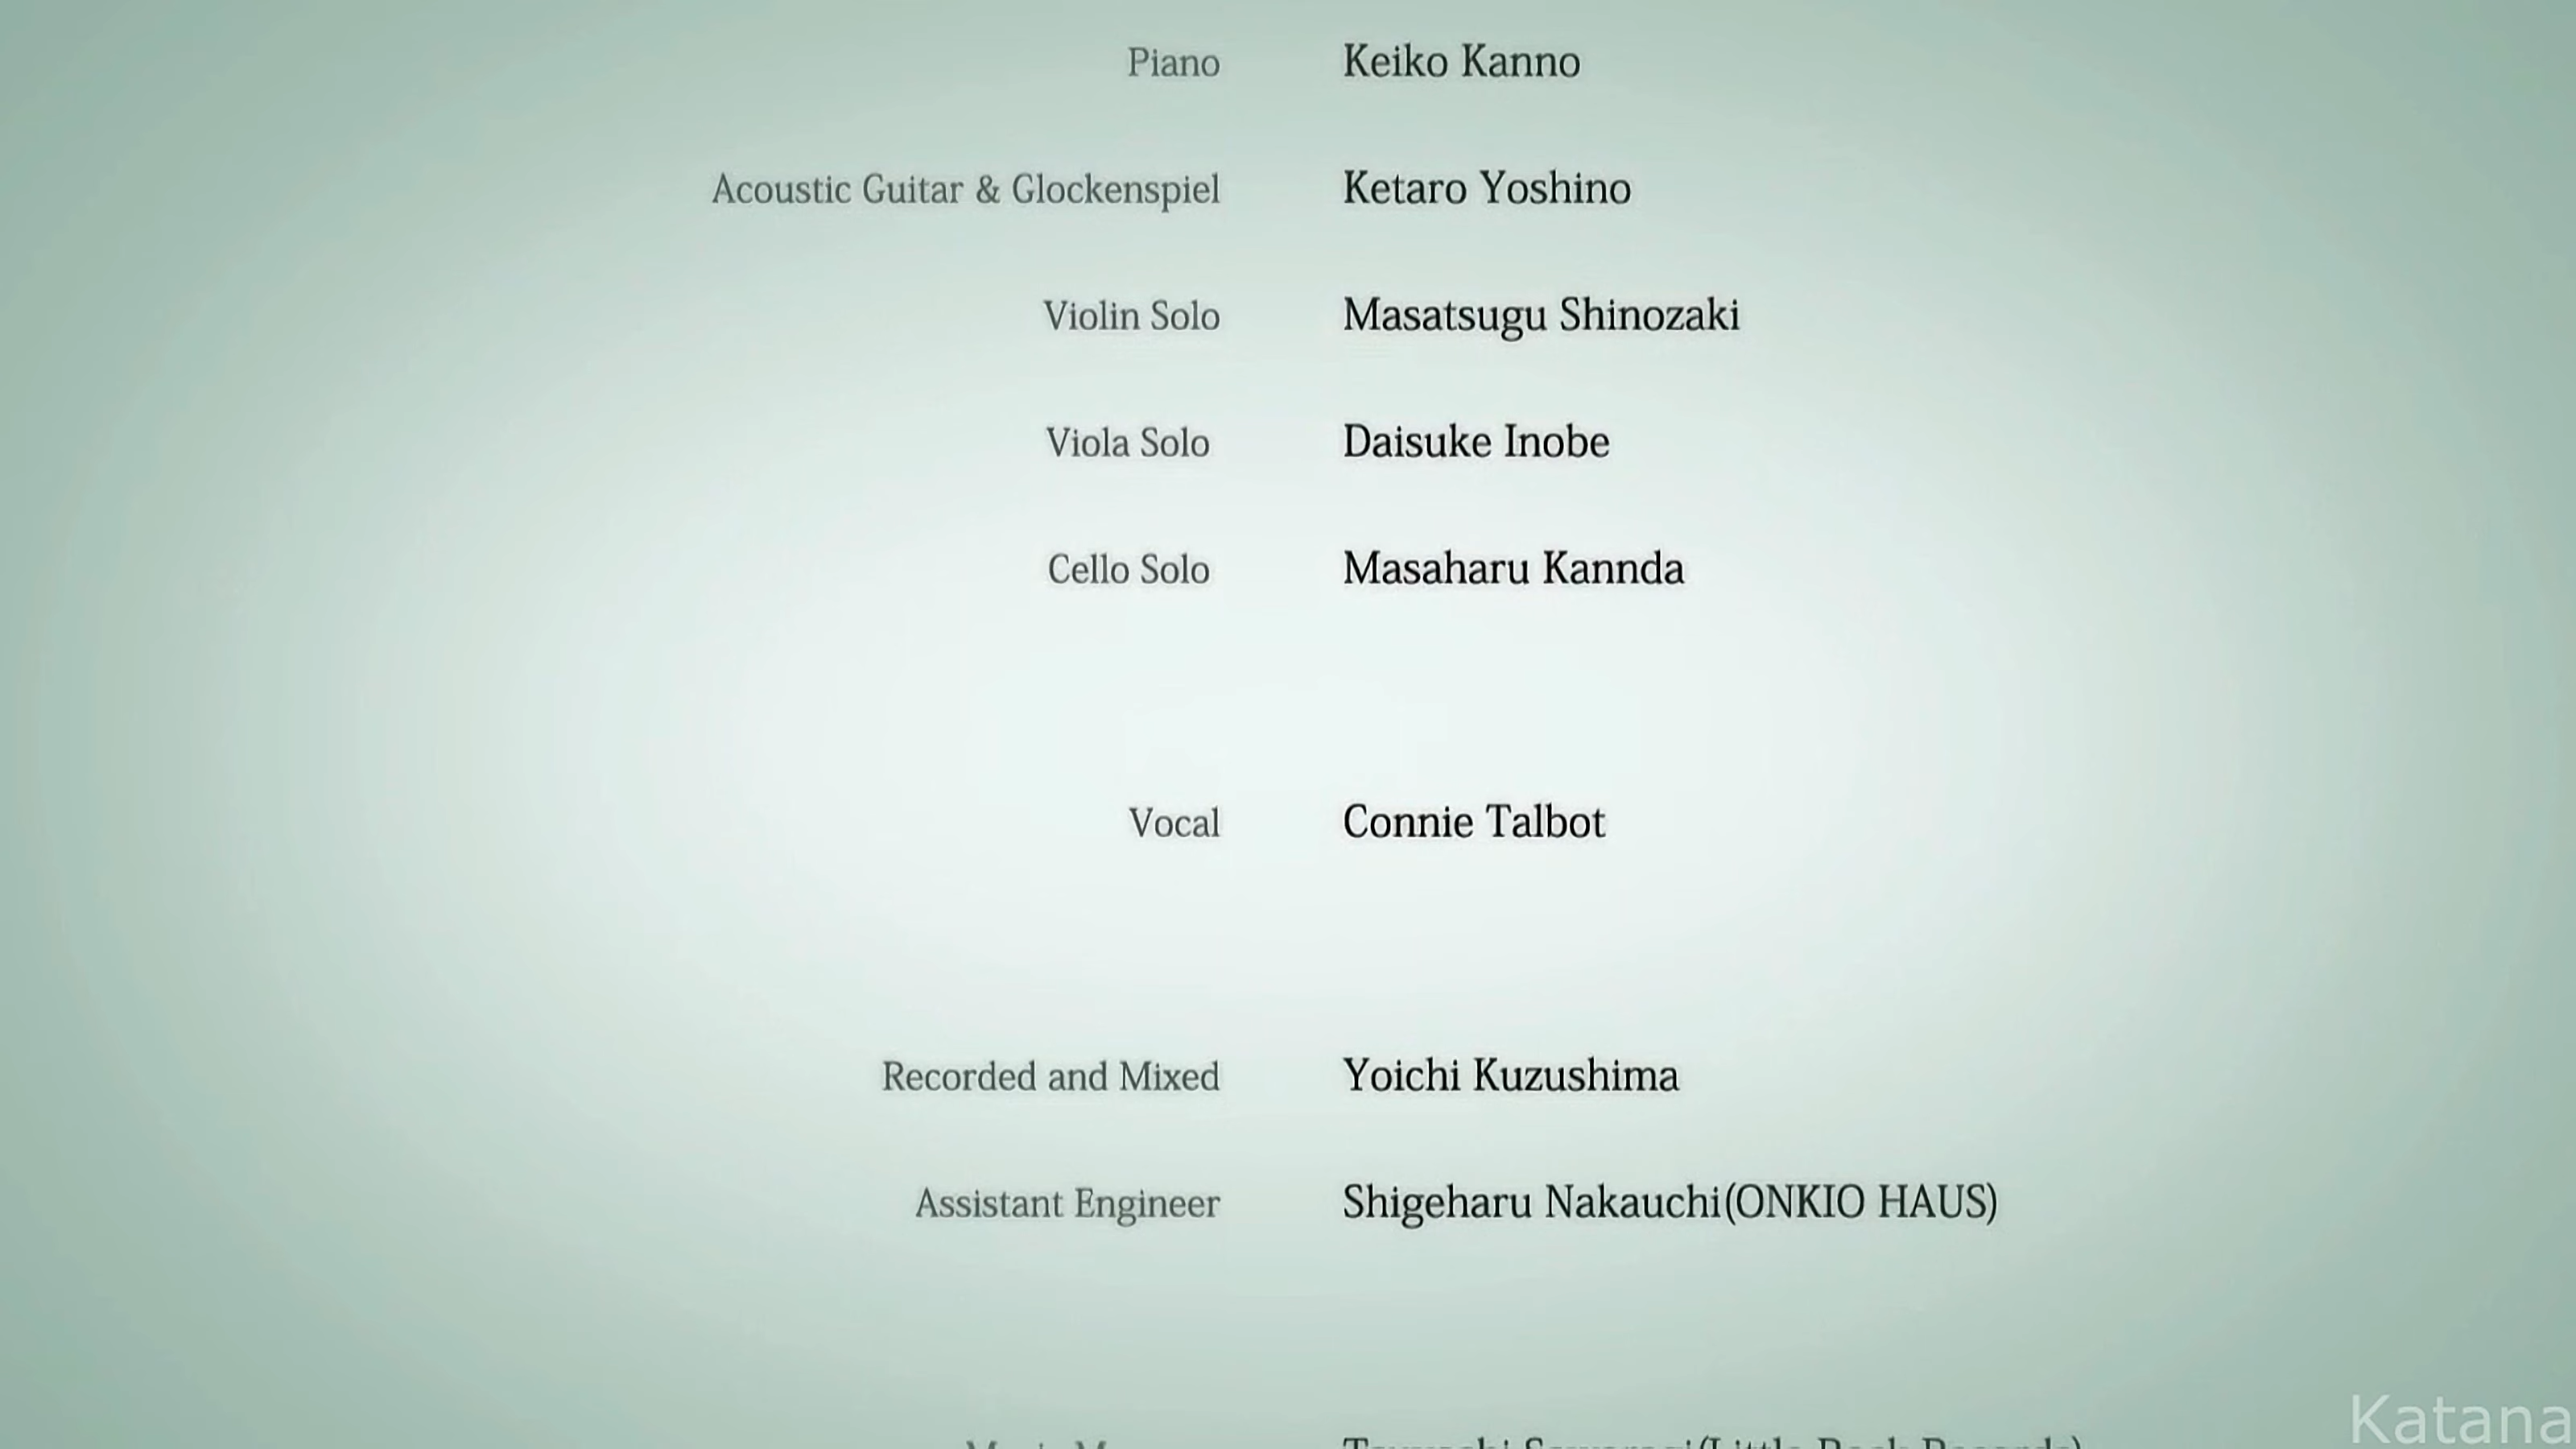 Piano Keiko Kanno
Acoustic Guitar & Glockenspiel Ketaro Yoshino
Violin Solo Masatsugu Shinozaki
Viola Solo Daisuke Inobe
Cello Solo Masaharu Kannda
Vocal Connie Talbot
Recorded and Mixed Yoichi Kuzushima
Assistant Engineer Shigeharu Nakauchi(ONKIO HAUS)
Katana